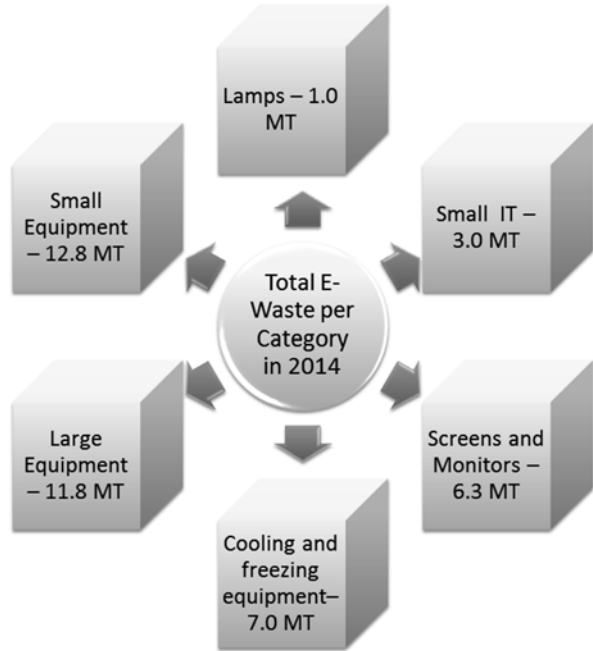 Lamps – 1.0
MT
Small IT –
3.0 MT
Screens and
Monitors –
6.3 MT
Cooling and
freezing
equipment–
7.0 MT
Large
Equipment
– 11.8 MT
Small
Equipment
– 12.8 MT
Total E-
Waste per
Category
in 2014